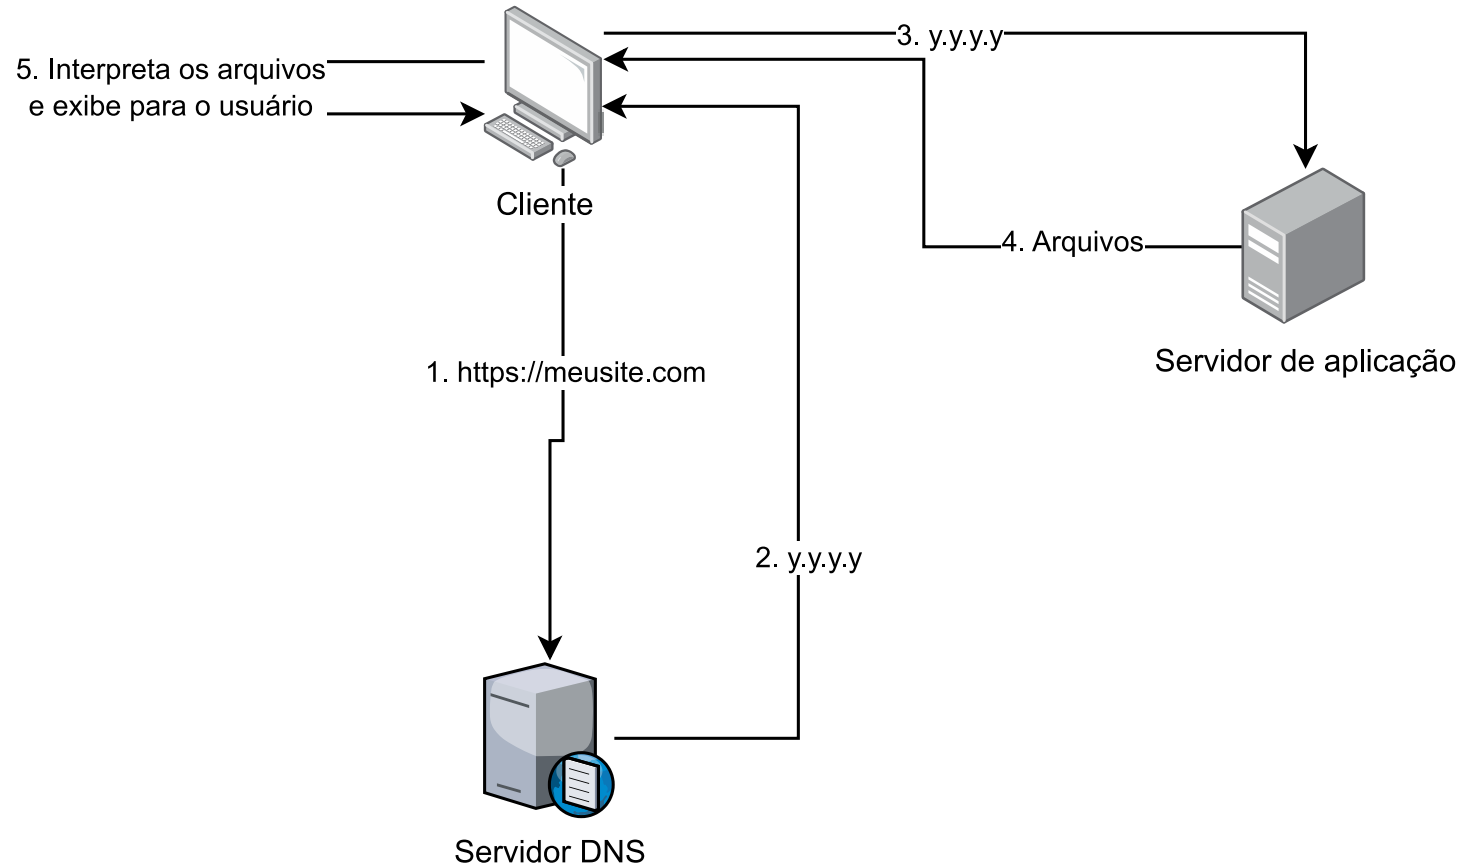 3. y.y.y.y
5. Interpreta os arquivos
e exibe para o usuário
Cliente
4. Arquivos
Servidor de aplicação
1. https://meusite.com
2. y.y.y.y
Servidor DNS